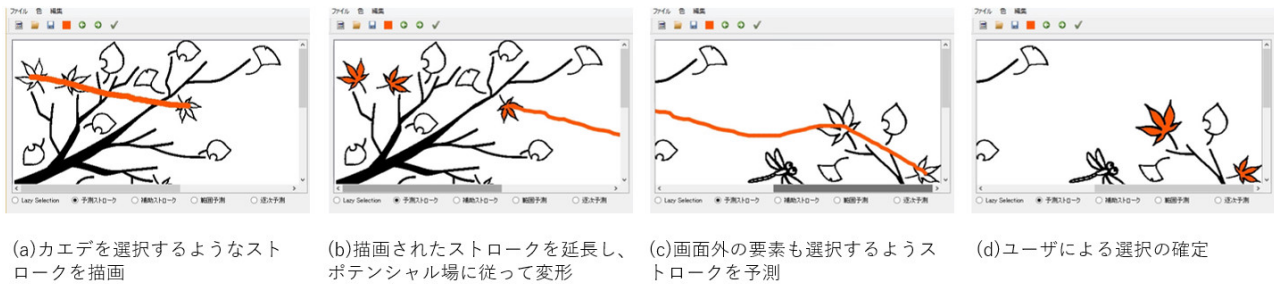 ファイル 色 編集
ファイル 色 編集
ファイル 色 編集
ファイル 色 編集
Lazy Selection 予測ストローク 補助ストローク 範囲予測 逐次予測
Lazy Selection 予測ストローク 補助ストローク 範囲予測 逐次予測
Lazy Selection 予測ストローク 補助ストローク 範囲予測 逐次予測
Lazy Selection 予測ストローク 補助ストローク 範囲予測 逐次予測
(a)カエデを選択するようなスト
ロークを描画
(b)描画されたストロークを延長し、
ポテンシャル場に従って変形
(c)画面外の要素も選択するようス
トロークを予測
(d)ユーザによる選択の確定